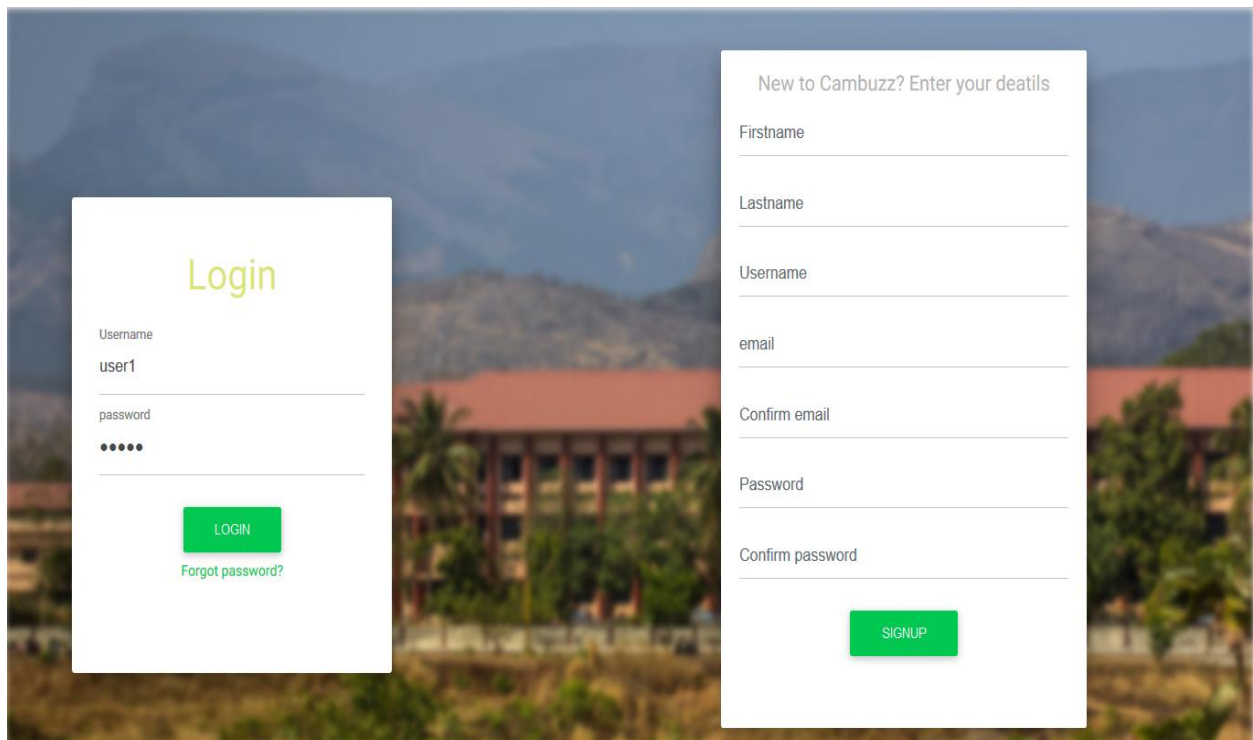 Login
Username
user1
password
●●●●●
LOGIN
Forgot password?
New to Cambuzz? Enter your deatils
Firstname
Lastname
Username
email
Confirm email
Password
Confirm password
SIGNUP